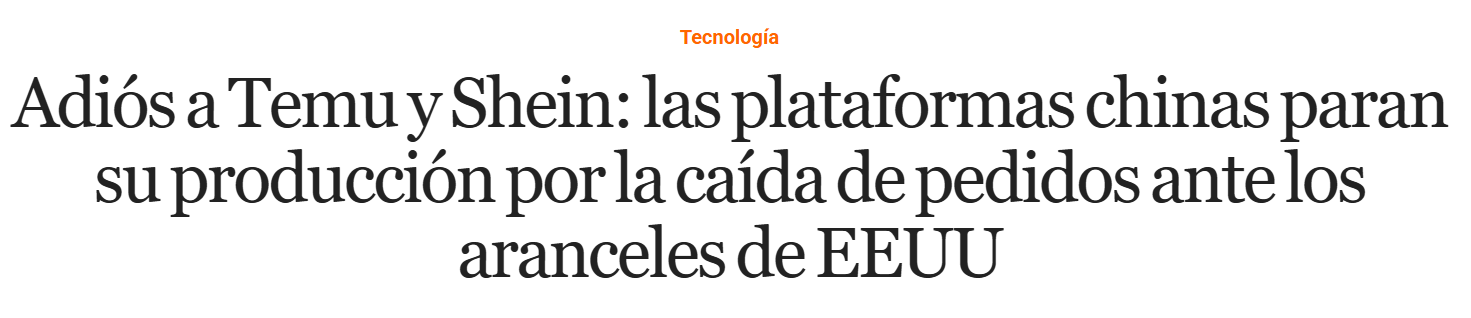 Tecnología
Adiós a Temu y Shein: las plataformas chinas paran
su producción por la caída de pedidos ante los
aranceles de EEUU